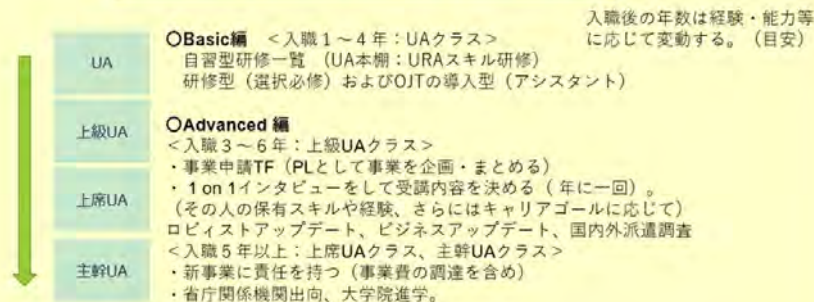 入職後の年数は経験・能力等
に応じて変動する。（目安）
UA
上級UA
上席UA
主幹UA
〇Basic編 ＜入職1～4年：UAクラス＞
自習型研修一覧 （UA本棚：URAスキル研修）
研修型（選択必修）およびOJTの導入型（アシスタント）
〇Advanced 編
＜入職3～6年：上級UAクラス＞
・事業申請TF（PLとして事業を企画・まとめる）
・１on 1インタビューをして受講内容を決める（ 年に一回）。
（その人の保有スキルや経験、さらにはキャリアゴールに応じて）
ロビィストアップデート、ビジネスアップデート、国内外派遣調査
＜入職５年以上：上席UAクラス、主幹UAクラス＞
・新事業に責任を持つ（事業費の調達を含め）
・省庁関係機関出向、大学院進学。